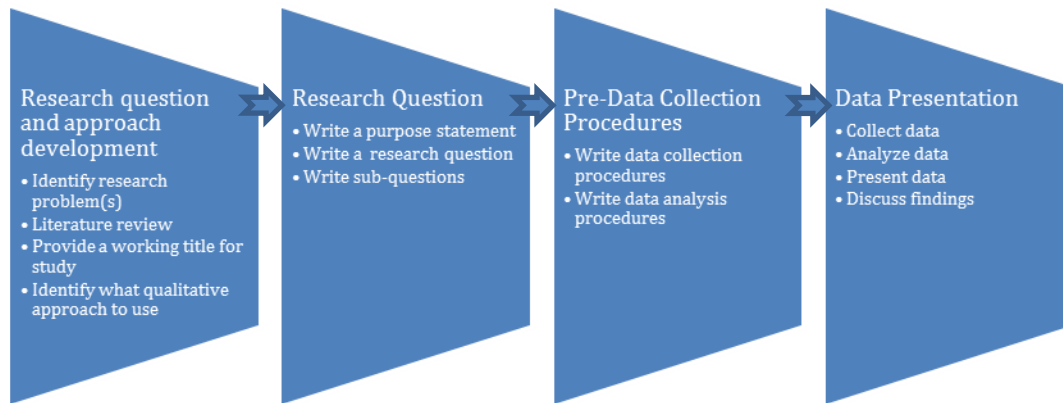 Research question
and approach
development
• Identify research
problem(s)
• Literature review
• Provide a working title for
study
• Identify what qualitative
approach to use
Research Question
• Write a purpose statement
• Write a research question
• Write sub-questions
Pre-Data Collection
Procedures
• Write data collection
procedures
• Write data analysis
procedures
Data Presentation
• Collect data
• Analyze data
• Present data
• Discuss findings